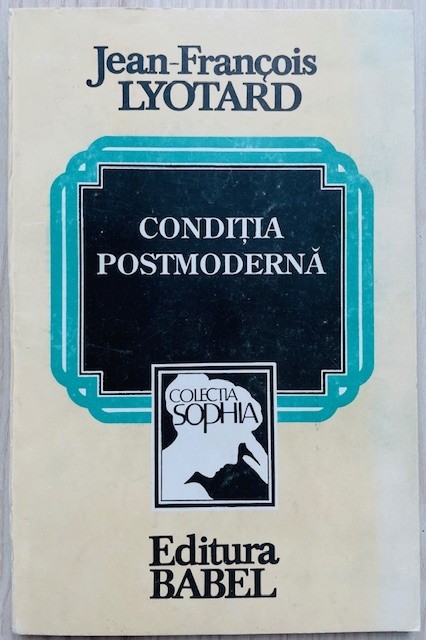 Jean-François
LYOTARD
CONDIȚIA
POSTMODERNĂ
COLECȚIA
SOPHIA
Editura
BABEL